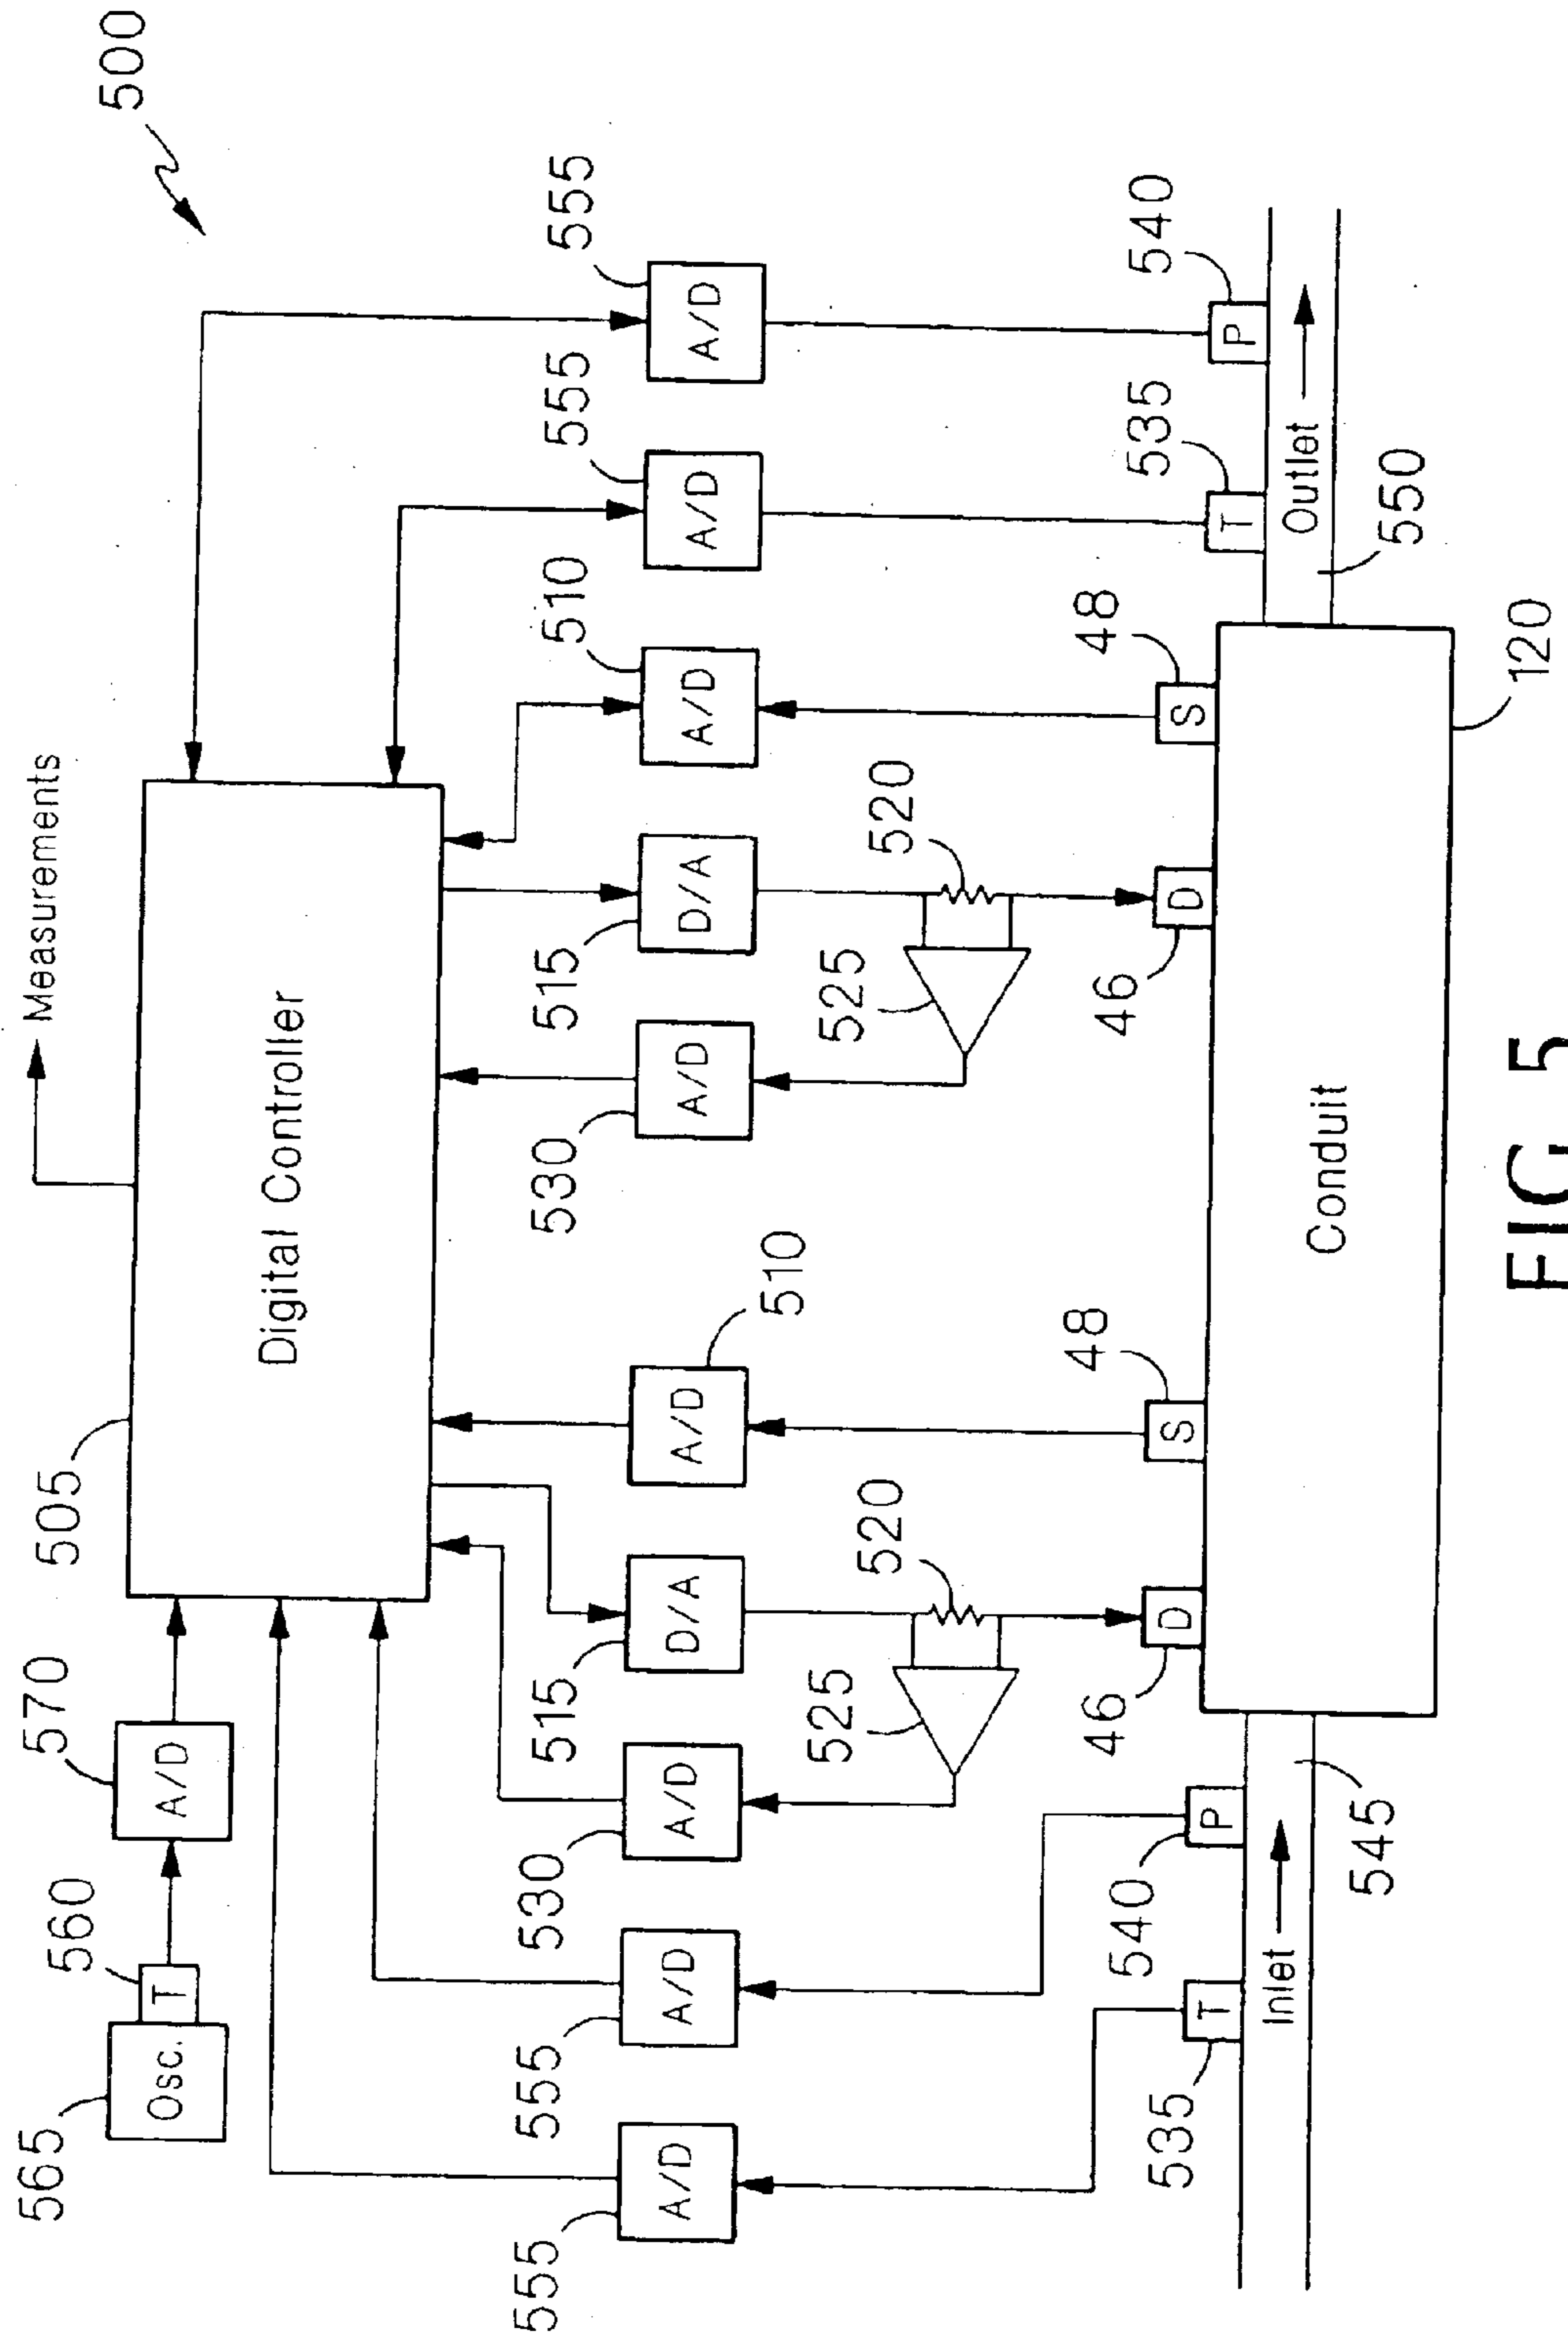 500
Measurements
565
Osc.
560
T
570
A/D
505
Digital Controller
555
A/D
555
A/D
530
A/D
515
D/A
510
A/D
530
A/D
515
D/A
510
A/D
555
A/D
555
A/D
525
520
525
520
535
T
540
P
46
D
48
S
46
D
48
S
535
T
540
P
Inlet
545
Conduit
120
Outlet
550
FIG. 5